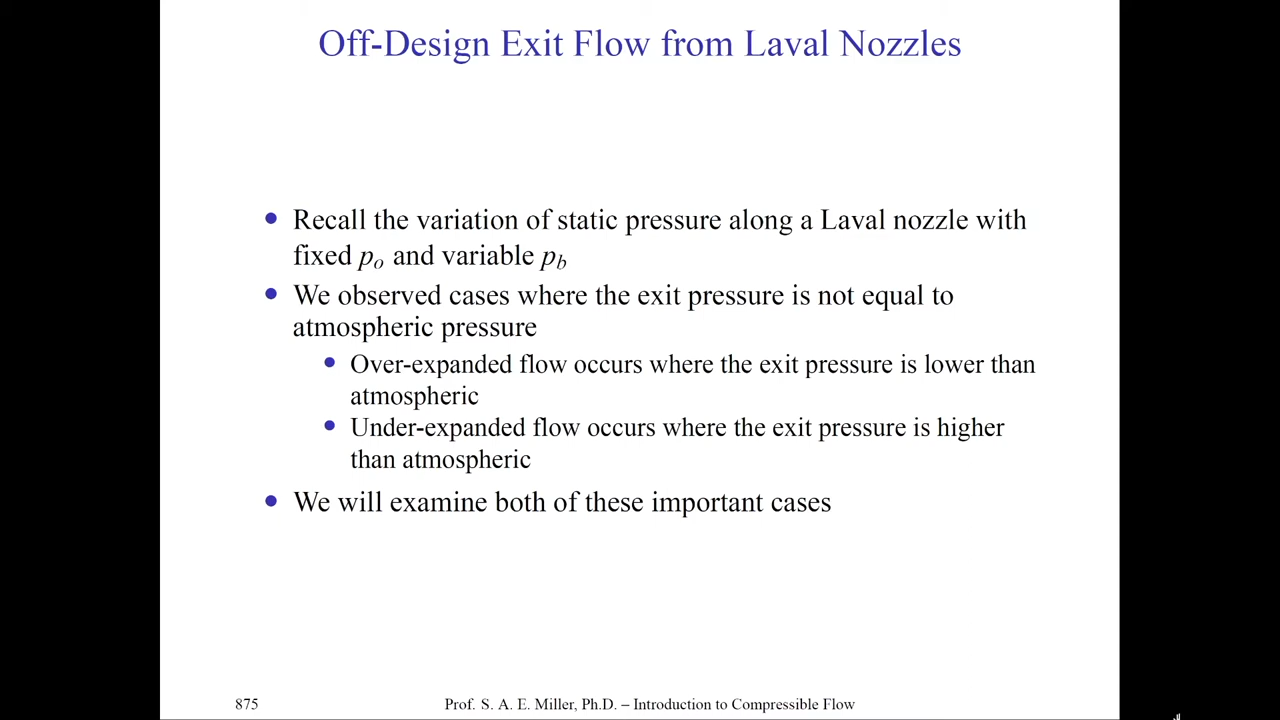 Off-Design Exit Flow from Laval Nozzles
• Recall the variation of static pressure along a Laval nozzle with
fixed pₒ and variable p_b
• We observed cases where the exit pressure is not equal to
atmospheric pressure
• Over-expanded flow occurs where the exit pressure is lower than
atmospheric
• Under-expanded flow occurs where the exit pressure is higher
than atmospheric
• We will examine both of these important cases
875
Prof. S. A. E. Miller, Ph.D. – Introduction to Compressible Flow